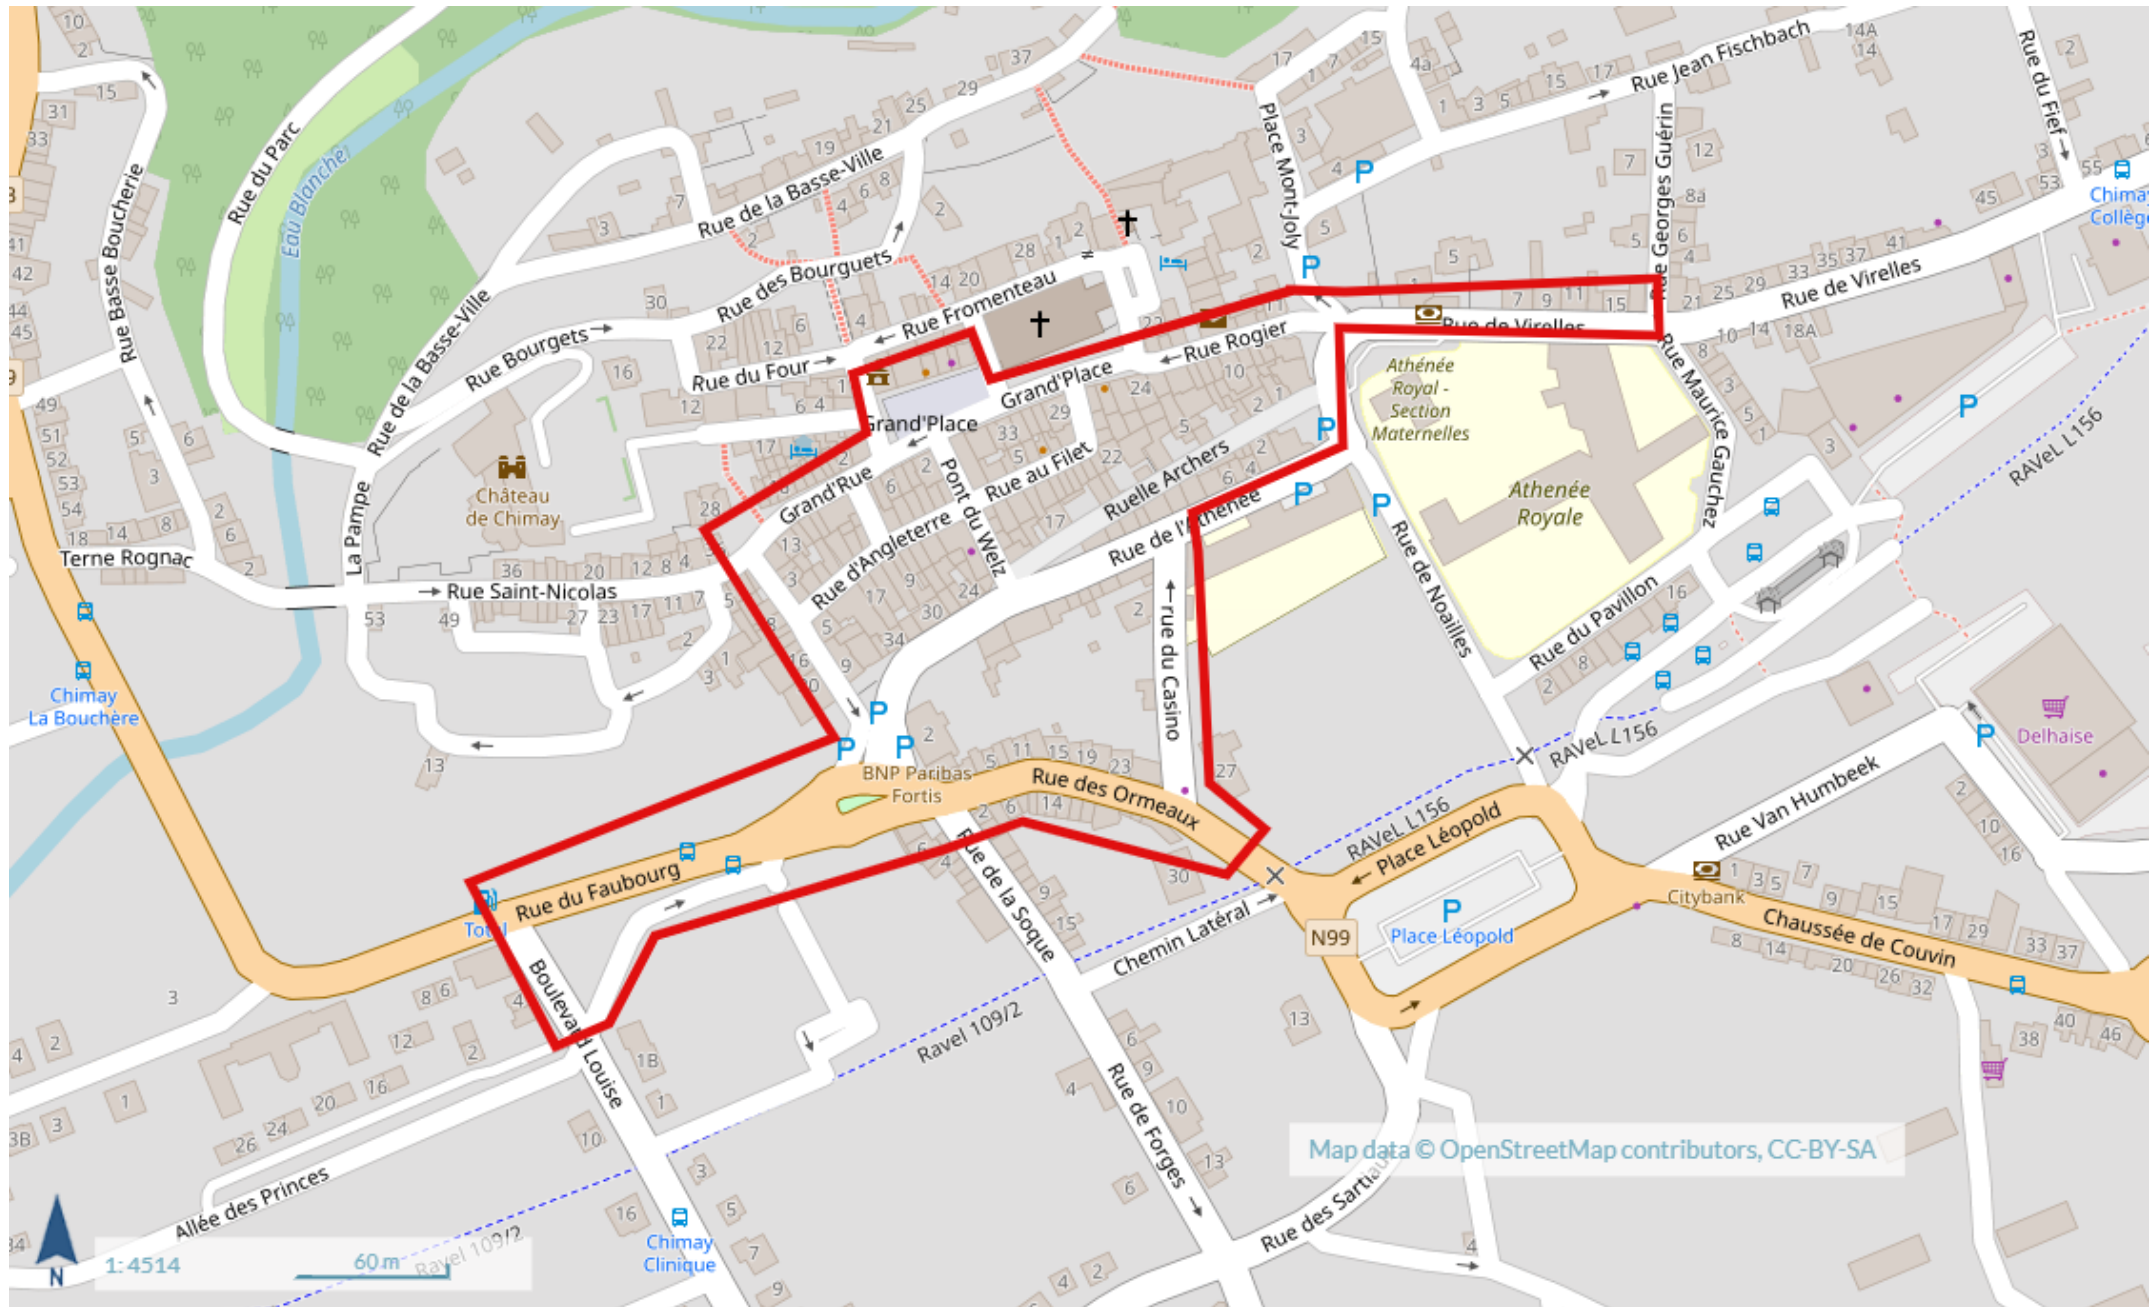 Rue du Parc
Eau Blanche
Rue Basse Boucherie
Rue de la Basse-Ville
Rue de la Basse-Ville
Rue des Bourguets
Rue Bourgets
Rue du Four
Rue Fromenteau
Place Mont-Joly
Rue Jean Fischbach
Rue Georges Guérin
Rue du Fief
Chimay
Collège
Rue de Virelles
Rue de Virelles
Rue Rogier
Grand'Place
Grand'Place
Rue Maurice Gauchez
Athénée
Royal -
Section
Maternelles
Athenée
Royale
Château
de Chimay
Grand'Rue
Rue au Filet
Pont du Welz
Ruelle Archers
Rue d'Angleterre
Rue de l'Athénée
La Pampe
Terne Rognac
Rue Saint-Nicolas
Rue de Noailles
Rue du Pavillon
RAVeL L156
RAVeL L156
RAVeL L156
rue du Casino
Chimay
La Bouchère
BNP Paribas
Fortis
Rue des Ormeaux
Place Léopold
Place Léopold
N99
Delhaise
Rue Van Humbeek
Citybank
Chaussée de Couvin
Rue du Faubourg
Total
Boulevard Louise
Rue de la Soque
Chemin Latéral
Ravel 109/2
Ravel 109/2
Rue de Forges
Rue des Sartiau
Allée des Princes
Chimay
Clinique
Map data © OpenStreetMap contributors, CC-BY-SA
N
1:4514
60 m